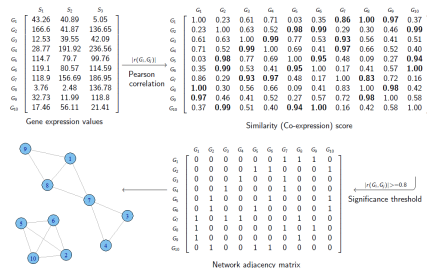 S₁ S₂ S₃
G₁ 43.26 40.89 5.05
G₂ 166.6 41.87 136.65
G₃ 12.53 39.55 42.09
G₄ 28.77 191.92 236.56
G₅ 114.7 79.7 99.76
G₆ 119.1 80.57 114.59
G₇ 118.9 156.69 186.95
G₈ 3.76 2.48 136.78
G₉ 32.73 11.99 118.8
G₁₀ 17.46 56.11 21.41
Gene expression values
|r(Gᵢ, Gⱼ)|
Pearson
correlation
G₁ G₂ G₃ G₄ G₅ G₆ G₇ G₈ G₉ G₁₀
G₁ 1.00 0.23 0.61 0.71 0.03 0.35 0.86 1.00 0.97 0.37
G₂ 0.23 1.00 0.63 0.52 0.98 0.99 0.29 0.30 0.46 0.99
G₃ 0.61 0.63 1.00 0.99 0.77 0.53 0.93 0.56 0.41 0.51
G₄ 0.71 0.52 0.99 1.00 0.69 0.41 0.97 0.66 0.52 0.40
G₅ 0.03 0.98 0.77 0.69 1.00 0.95 0.48 0.09 0.27 0.94
G₆ 0.35 0.99 0.53 0.41 0.95 1.00 0.17 0.41 0.57 1.00
G₇ 0.86 0.29 0.93 0.97 0.48 0.17 1.00 0.83 0.72 0.16
G₈ 1.00 0.30 0.56 0.66 0.09 0.41 0.83 1.00 0.98 0.42
G₉ 0.97 0.46 0.41 0.52 0.27 0.57 0.72 0.98 1.00 0.58
G₁₀ 0.37 0.99 0.51 0.40 0.94 1.00 0.16 0.42 0.58 1.00
Similarity (Co-expression) score
|r(Gᵢ, Gⱼ)|>=0.8
Significance threshold
G₁ G₂ G₃ G₄ G₅ G₆ G₇ G₈ G₉ G₁₀
G₁ 0 0 0 0 0 0 1 1 1 0
G₂ 0 0 0 0 1 1 0 0 0 1
G₃ 0 0 0 1 0 0 1 0 0 0
G₄ 0 0 1 0 0 0 1 0 0 0
G₅ 0 1 0 0 0 1 0 0 0 1
G₆ 0 1 0 0 1 0 0 0 0 1
G₇ 1 0 1 1 0 0 0 1 0 0
G₈ 1 0 0 0 0 0 1 0 1 0
G₉ 1 0 0 0 0 0 0 1 0 0
G₁₀ 0 1 0 0 1 1 0 0 0 0
Network adjacency matrix
9
1
8
7
3
5
6
4
2
10